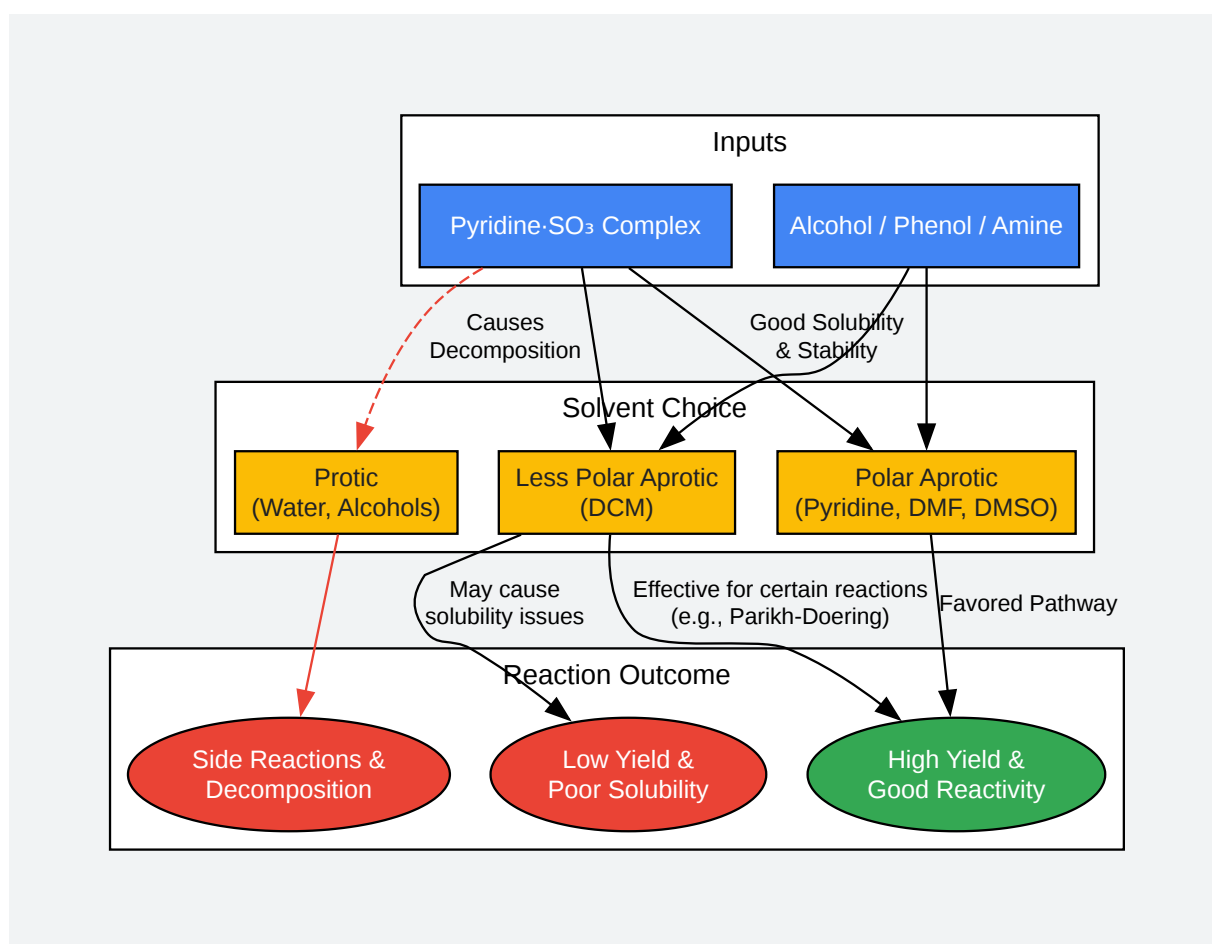 Inputs
Pyridine·SO₃ Complex
Alcohol / Phenol / Amine
Causes
Decomposition
Good Solubility
& Stability
Solvent Choice
Protic
(Water, Alcohols)
Less Polar Aprotic
(DCM)
Polar Aprotic
(Pyridine, DMF, DMSO)
May cause
solubility issues
Effective for certain reactions
(e.g., Parikh-Doering)
Favored Pathway
Reaction Outcome
Side Reactions &
Decomposition
Low Yield &
Poor Solubility
High Yield &
Good Reactivity